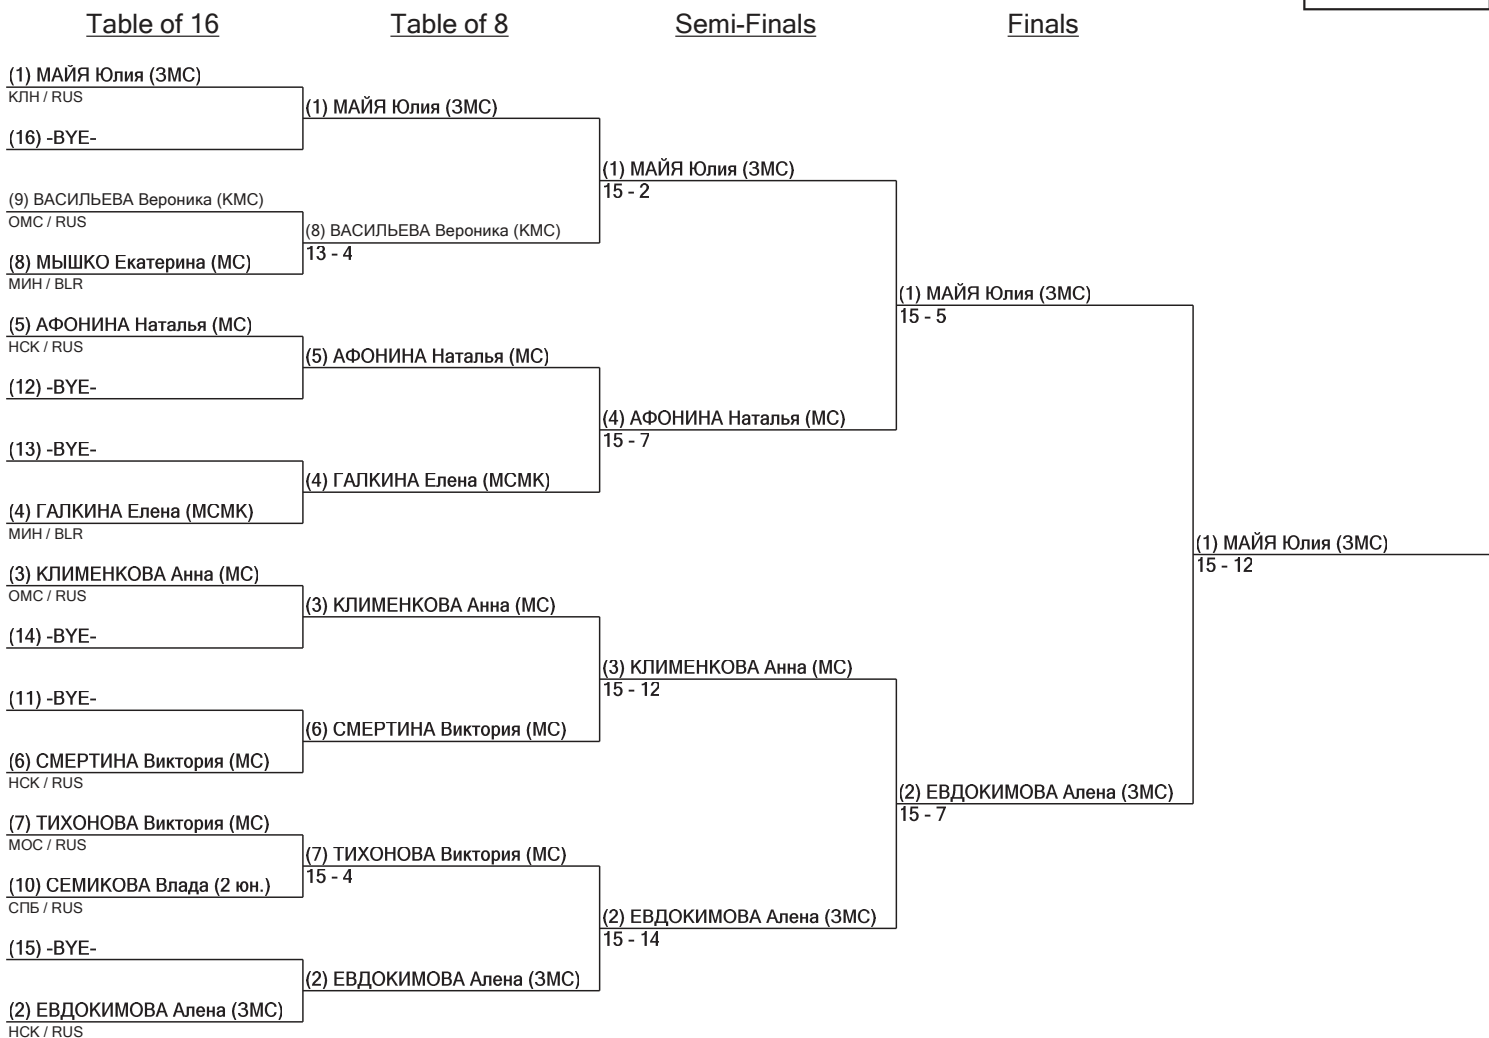 Table of 16
Table of 8
Semi-Finals
Finals
(1) МАЙЯ Юлия (ЗМС)
КЛН / RUS
(16) -BYE-
(9) ВАСИЛЬЕВА Вероника (КМС)
ОМС / RUS
(8) МЫШКО Екатерина (МС)
МИН / BLR
(5) АФОНИНА Наталья (МС)
НСК / RUS
(12) -BYE-
(13) -BYE-
(4) ГАЛКИНА Елена (МСМК)
МИН / BLR
(3) КЛИМЕНКОВА Анна (МС)
ОМС / RUS
(14) -BYE-
(11) -BYE-
(6) СМЕРТИНА Виктория (МС)
НСК / RUS
(7) ТИХОНОВА Виктория (МС)
МОС / RUS
(10) СЕМИКОВА Влада (2 юн.)
СПБ / RUS
(15) -BYE-
(2) ЕВДОКИМОВА Алена (ЗМС)
НСК / RUS
(1) МАЙЯ Юлия (ЗМС)
(8) ВАСИЛЬЕВА Вероника (КМС)
13 - 4
(5) АФОНИНА Наталья (МС)
(4) ГАЛКИНА Елена (МСМК)
(3) КЛИМЕНКОВА Анна (МС)
(6) СМЕРТИНА Виктория (МС)
(7) ТИХОНОВА Виктория (МС)
15 - 4
(2) ЕВДОКИМОВА Алена (ЗМС)
(1) МАЙЯ Юлия (ЗМС)
15 - 2
(4) АФОНИНА Наталья (МС)
15 - 7
(3) КЛИМЕНКОВА Анна (МС)
15 - 12
(2) ЕВДОКИМОВА Алена (ЗМС)
15 - 14
(1) МАЙЯ Юлия (ЗМС)
15 - 5
(2) ЕВДОКИМОВА Алена (ЗМС)
15 - 7
(1) МАЙЯ Юлия (ЗМС)
15 - 12